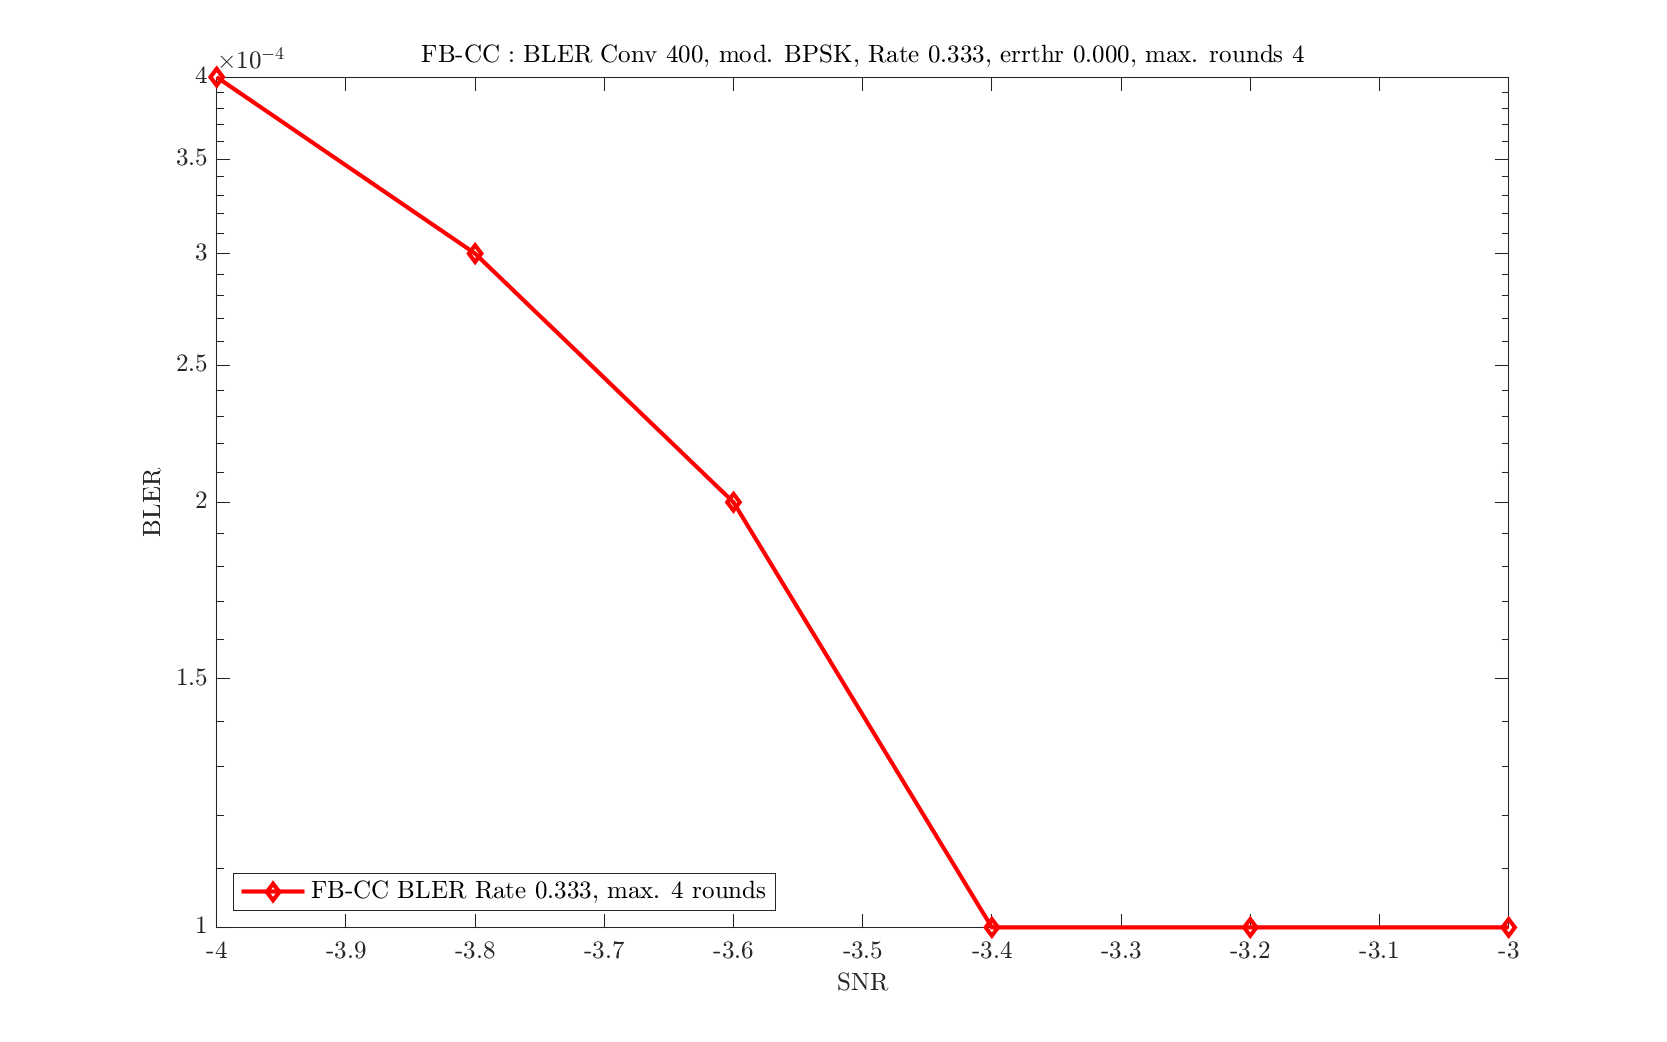 FB-CC : BLER Conv 400, mod. BPSK, Rate 0.333, errthr 0.000, max. rounds 4
×10⁻⁴
4
3.5
3
2.5
2
1.5
1
BLER
FB-CC BLER Rate 0.333, max. 4 rounds
-4 -3.9 -3.8 -3.7 -3.6 -3.5 -3.4 -3.3 -3.2 -3.1 -3
SNR